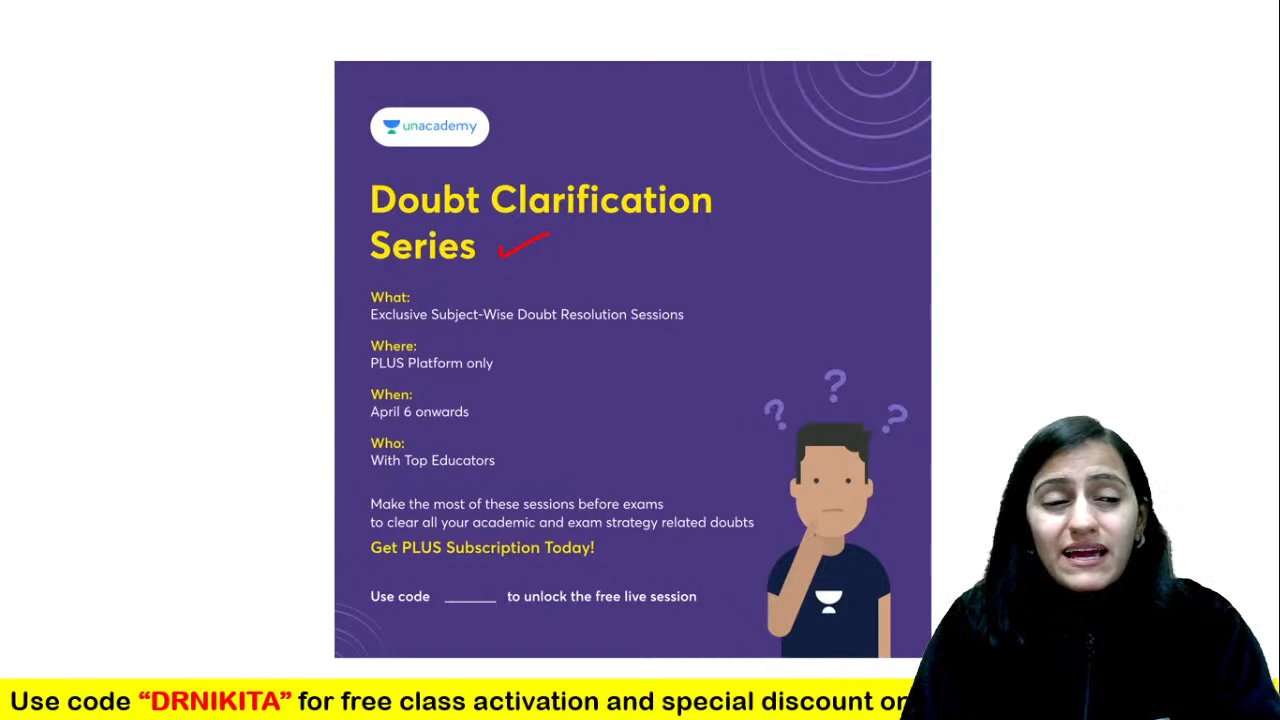 unacademy
Doubt Clarification
Series
What:
Exclusive Subject-Wise Doubt Resolution Sessions
Where:
PLUS Platform only
When:
April 6 onwards
Who:
With Top Educators
Make the most of these sessions before exams
to clear all your academic and exam strategy related doubts
Get PLUS Subscription Today!
Use code _______ to unlock the free live session
? ? ?
Use code “DRNIKITA” for free class activation and special discount on